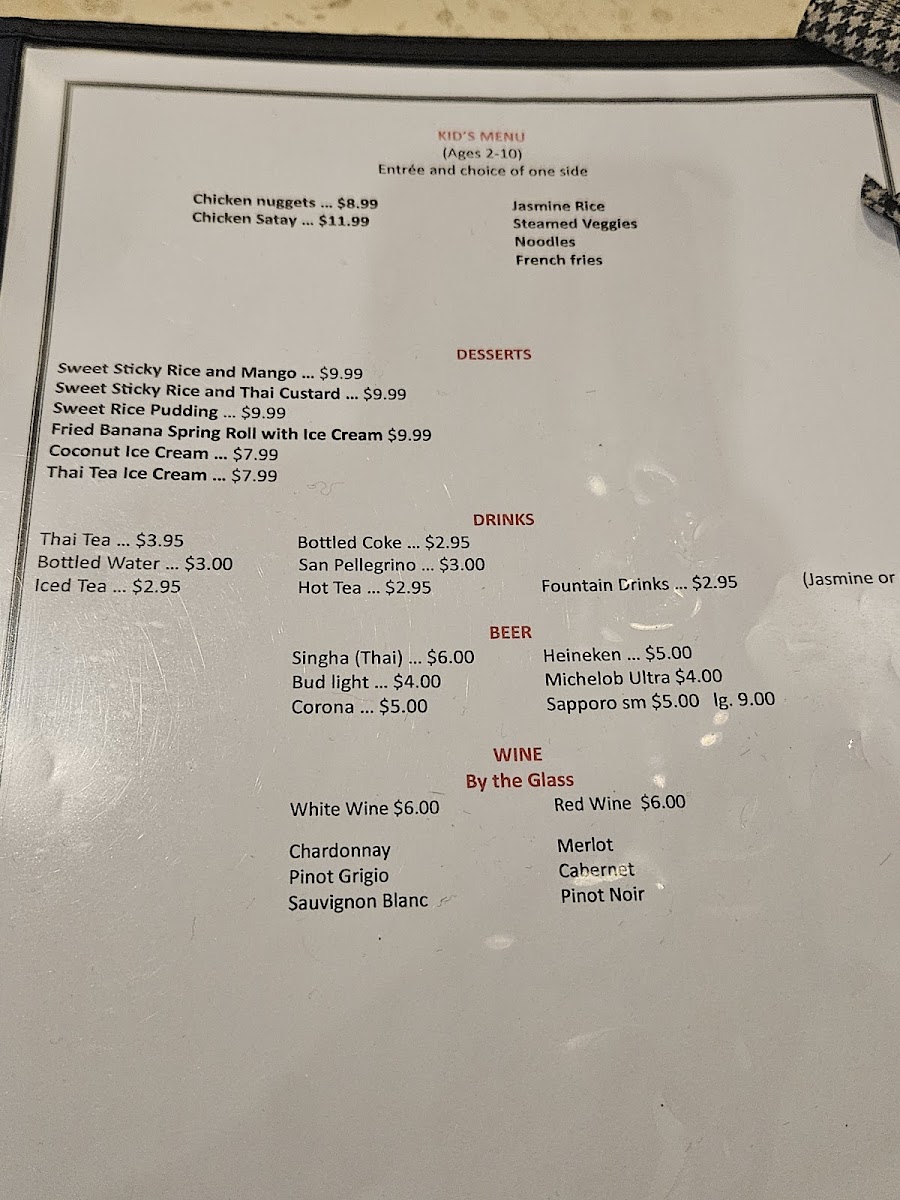 KID'S MENU
(Ages 2-10)
Entrée and choice of one side
Chicken nuggets ... $8.99
Chicken Satay ... $11.99
Jasmine Rice
Steamed Veggies
Noodles
French fries
DESSERTS
Sweet Sticky Rice and Mango ... $9.99
Sweet Sticky Rice and Thai Custard ... $9.99
Sweet Rice Pudding ... $9.99
Fried Banana Spring Roll with Ice Cream $9.99
Coconut Ice Cream ... $7.99
Thai Tea Ice Cream ... $7.99
DRINKS
Thai Tea ... $3.95 Bottled Coke ... $2.95
Bottled Water ... $3.00 San Pellegrino ... $3.00
Iced Tea ... $2.95 Hot Tea ... $2.95 Fountain Drinks ... $2.95 (Jasmine or
BEER
Singha (Thai) ... $6.00 Heineken ... $5.00
Bud light ... $4.00 Michelob Ultra $4.00
Corona ... $5.00 Sapporo sm $5.00 lg. 9.00
WINE
By the Glass
White Wine $6.00 Red Wine $6.00
Chardonnay Merlot
Pinot Grigio Cabernet
Sauvignon Blanc Pinot Noir